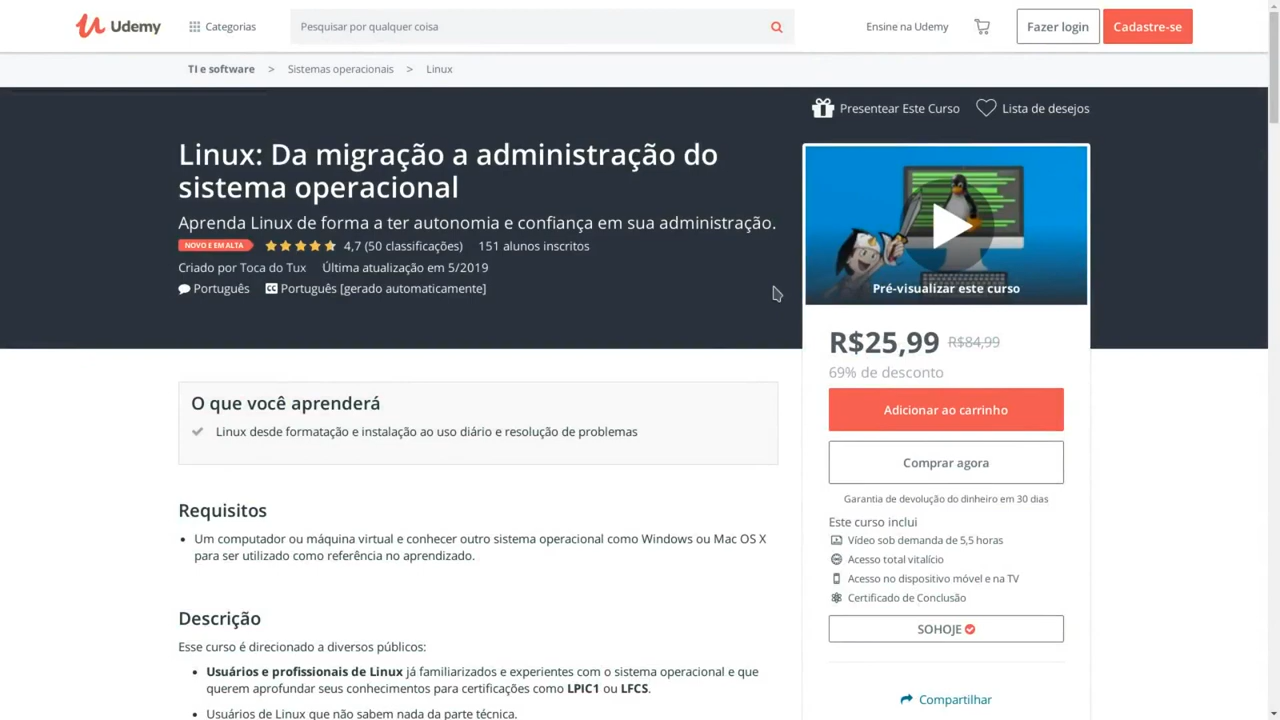 Udemy
Categorias
Pesquisar por qualquer coisa
Ensine na Udemy
Fazer login
Cadastre-se
TI e software > Sistemas operacionais > Linux
Presentear Este Curso
Lista de desejos
Linux: Da migração a administração do
sistema operacional
Aprenda Linux de forma a ter autonomia e confiança em sua administração.
NOVO E EM ALTA 4,7 (50 classificações) 151 alunos inscritos
Criado por Toca do Tux Última atualização em 5/2019
Português CC Português [gerado automaticamente]
Pré-visualizar este curso
R$25,99 R$84,99
69% de desconto
Adicionar ao carrinho
Comprar agora
Garantia de devolução do dinheiro em 30 dias
Este curso inclui
Vídeo sob demanda de 5,5 horas
Acesso total vitalício
Acesso no dispositivo móvel e na TV
Certificado de Conclusão
SOHOJE
Compartilhar
O que você aprenderá
Linux desde formatação e instalação ao uso diário e resolução de problemas
Requisitos
• Um computador ou máquina virtual e conhecer outro sistema operacional como Windows ou Mac OS X
para ser utilizado como referência no aprendizado.
Descrição
Esse curso é direcionado a diversos públicos:
• Usuários e profissionais de Linux já familiarizados e experientes com o sistema operacional e que
querem aprofundar seus conhecimentos para certificações como LPIC1 ou LFCS.
• Usuários de Linux que não sabem nada da parte técnica.